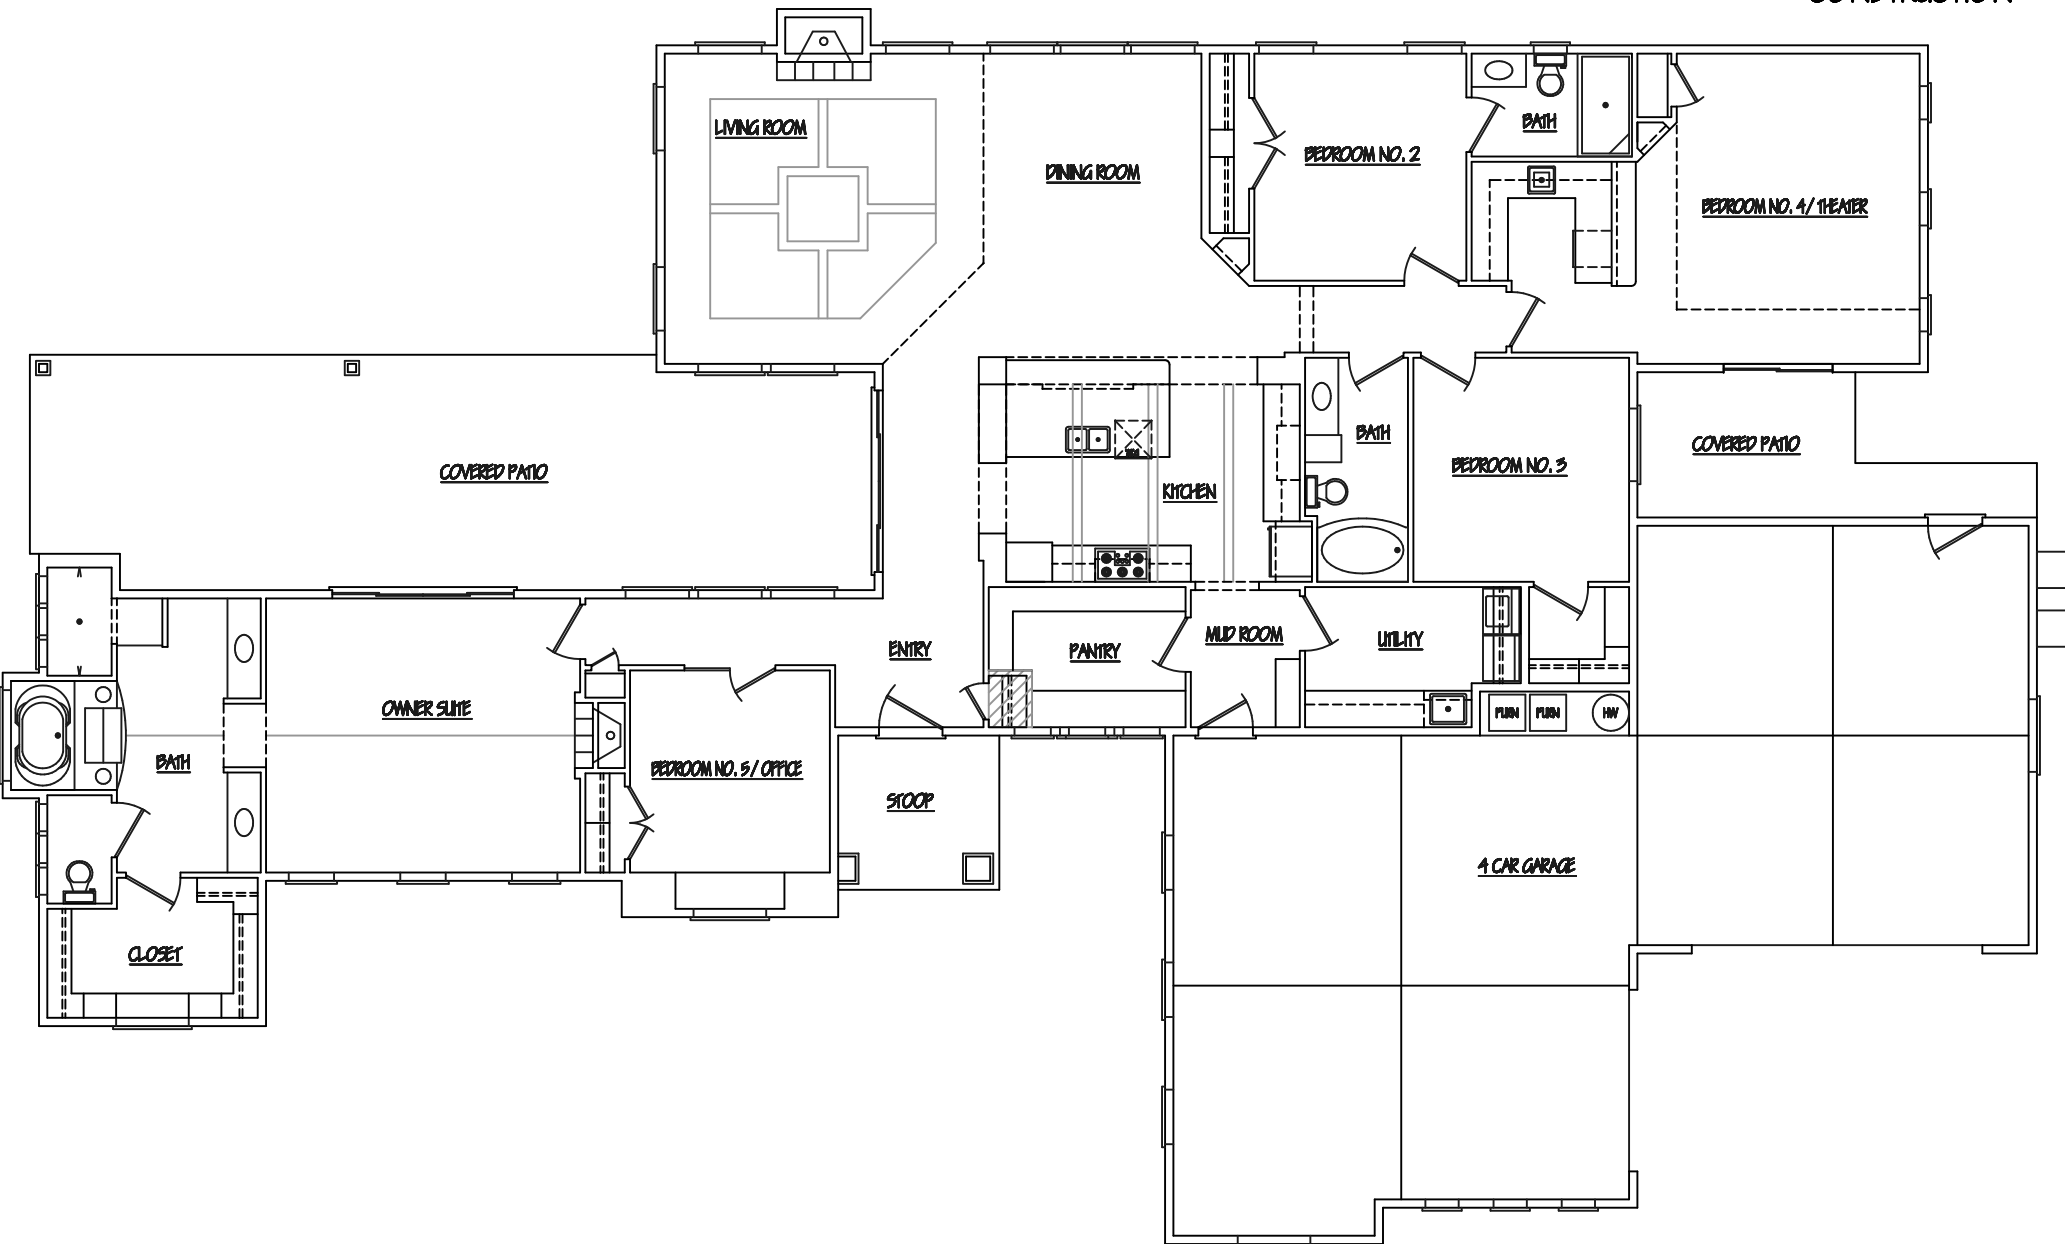 LIVING ROOM
DINING ROOM
BEDROOM NO. 2
BATH
BEDROOM NO. 4/ THEATER
COVERED PATIO
KITCHEN
BATH
BEDROOM NO. 3
COVERED PATIO
ENTRY
PANTRY
MUD ROOM
UTILITY
OWNER SUITE
FURN
FURN
HW
BATH
BEDROOM NO. 5/ OFFICE
STOOP
4 CAR GARAGE
CLOSET